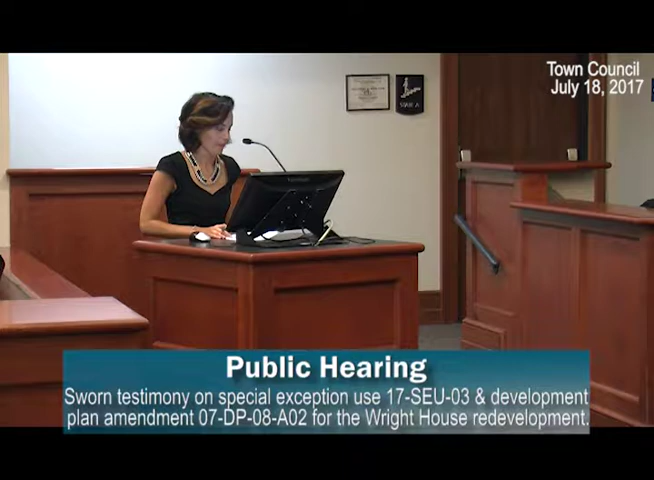 Town Council
July 18, 2017
Public Hearing
Sworn testimony on special exception use 17-SEU-03 & development
plan amendment 07-DP-08-A02 for the Wright House redevelopment.